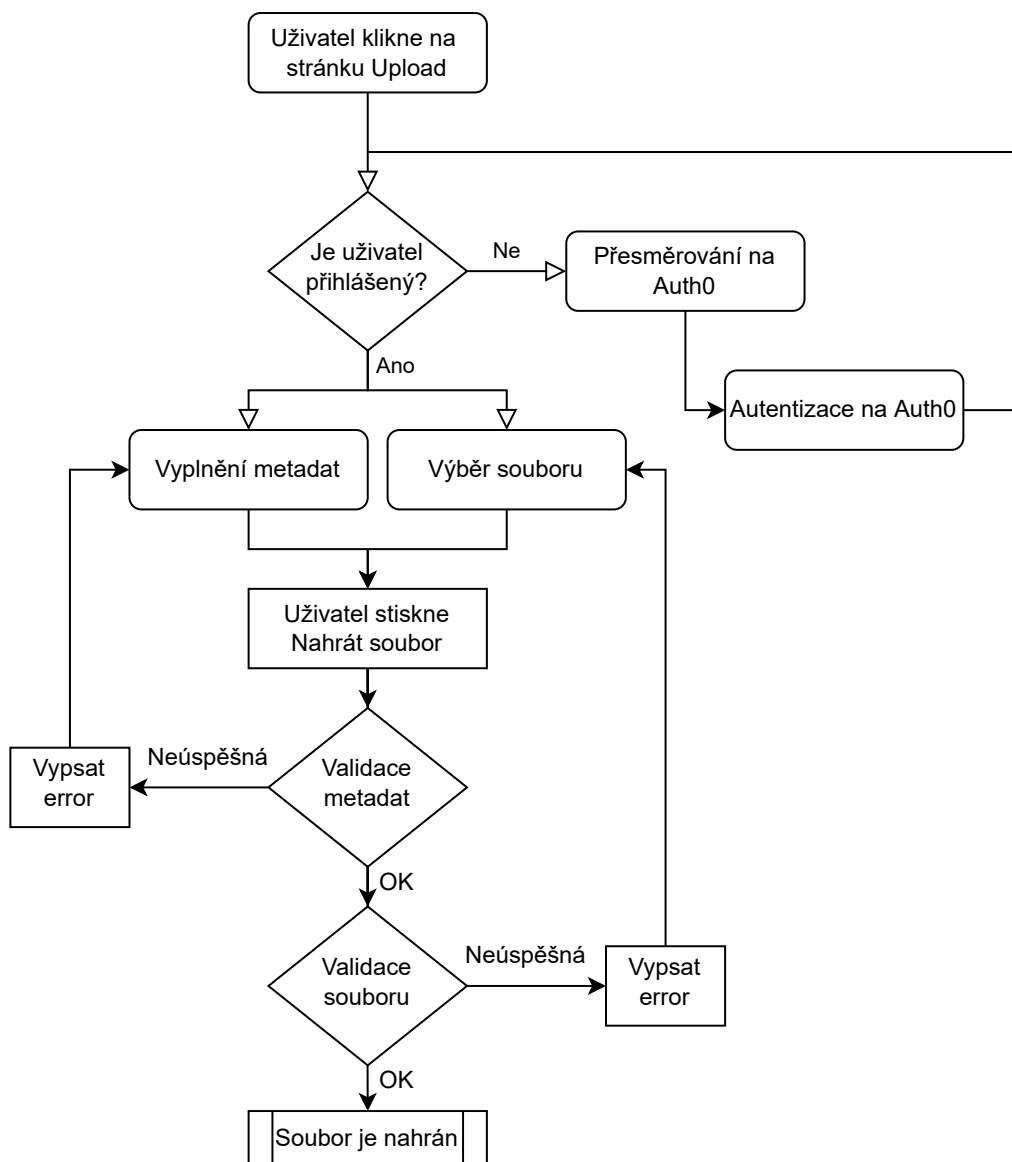 Uživatel klikne na
stránku Upload
Je uživatel
přihlášený?
Ne
Přesměrování na
Auth0
Ano
Autentizace na Auth0
Vyplnění metadat
Výběr souboru
Uživatel stiskne
Nahrát soubor
Neúspěšná
Vypsat
error
Validace
metadat
OK
Validace
souboru
Neúspěšná
Vypsat
error
OK
Soubor je nahrán